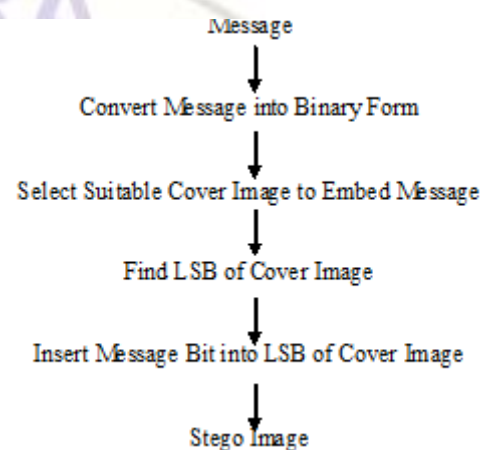 Message
Convert Message into Binary Form
Select Suitable Cover Image to Embed Message
Find LSB of Cover Image
Insert Message Bit into LSB of Cover Image
Stego Image